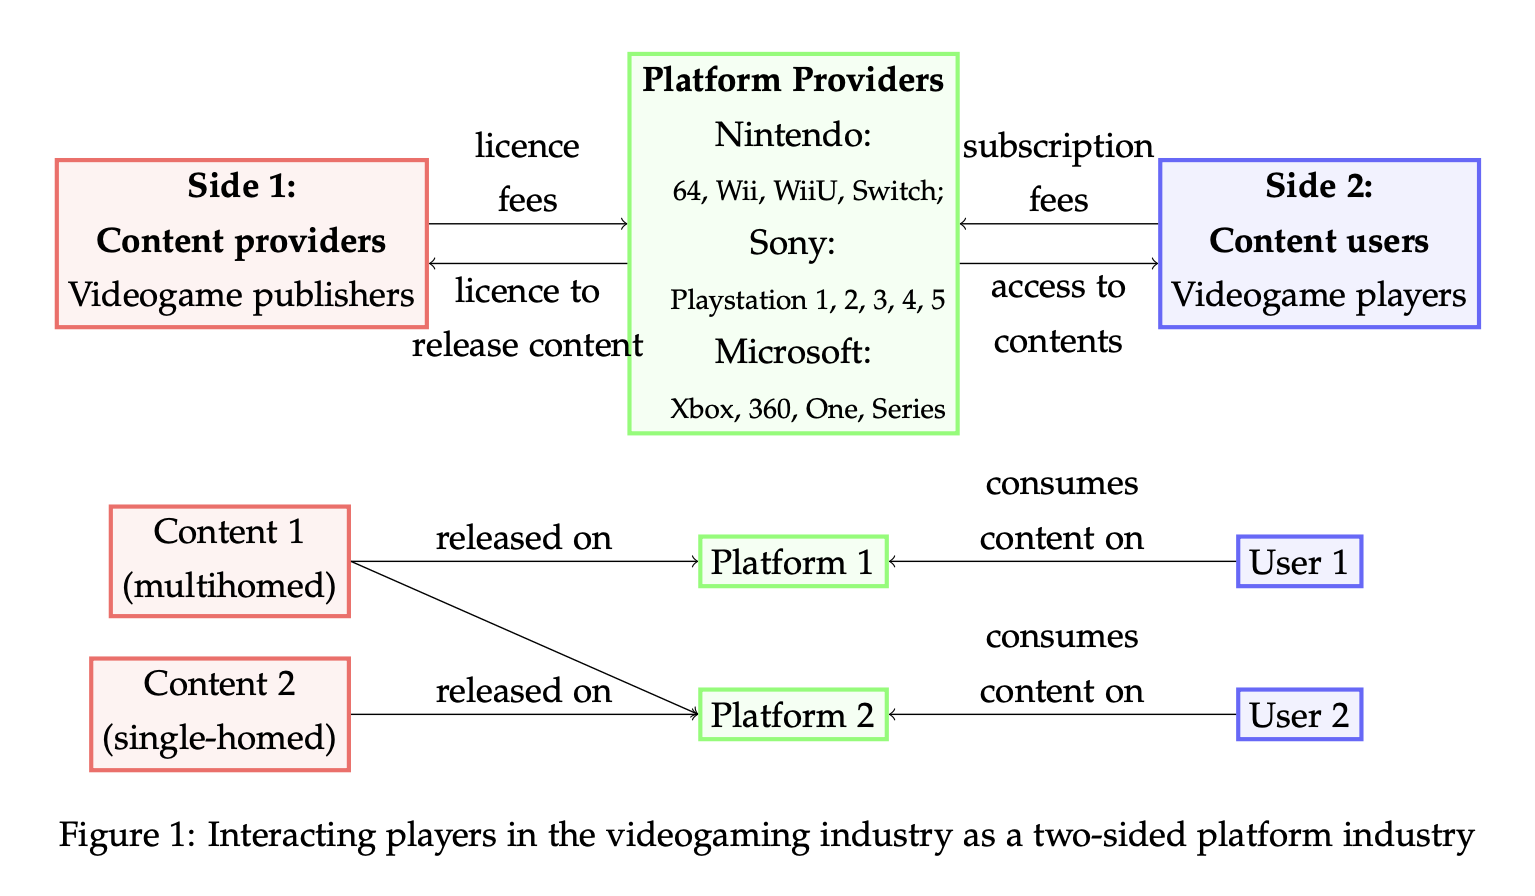 Platform Providers
Nintendo:
64, Wii, WiiU, Switch;
Sony:
Playstation 1, 2, 3, 4, 5
Microsoft:
Xbox, 360, One, Series
Side 1:
Content providers
Videogame publishers
licence
fees
licence to
release content
subscription
fees
access to
contents
Side 2:
Content users
Videogame players
Content 1
(multihomed)
released on
Platform 1
consumes
content on
User 1
Content 2
(single-homed)
released on
Platform 2
consumes
content on
User 2
Figure 1: Interacting players in the videogaming industry as a two-sided platform industry